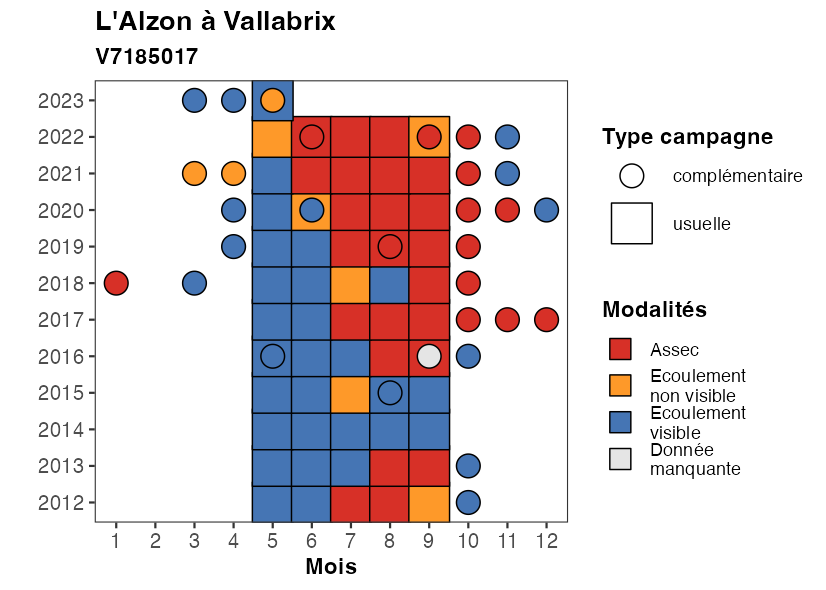 L'Alzon à Vallabrix
V7185017
2023
2022
2021
2020
2019
2018
2017
2016
2015
2014
2013
2012
1 2 3 4 5 6 7 8 9 10 11 12
Mois
Type campagne
complémentaire
usuelle
Modalités
Assec
Ecoulement
non visible
Ecoulement
visible
Donnée
manquante